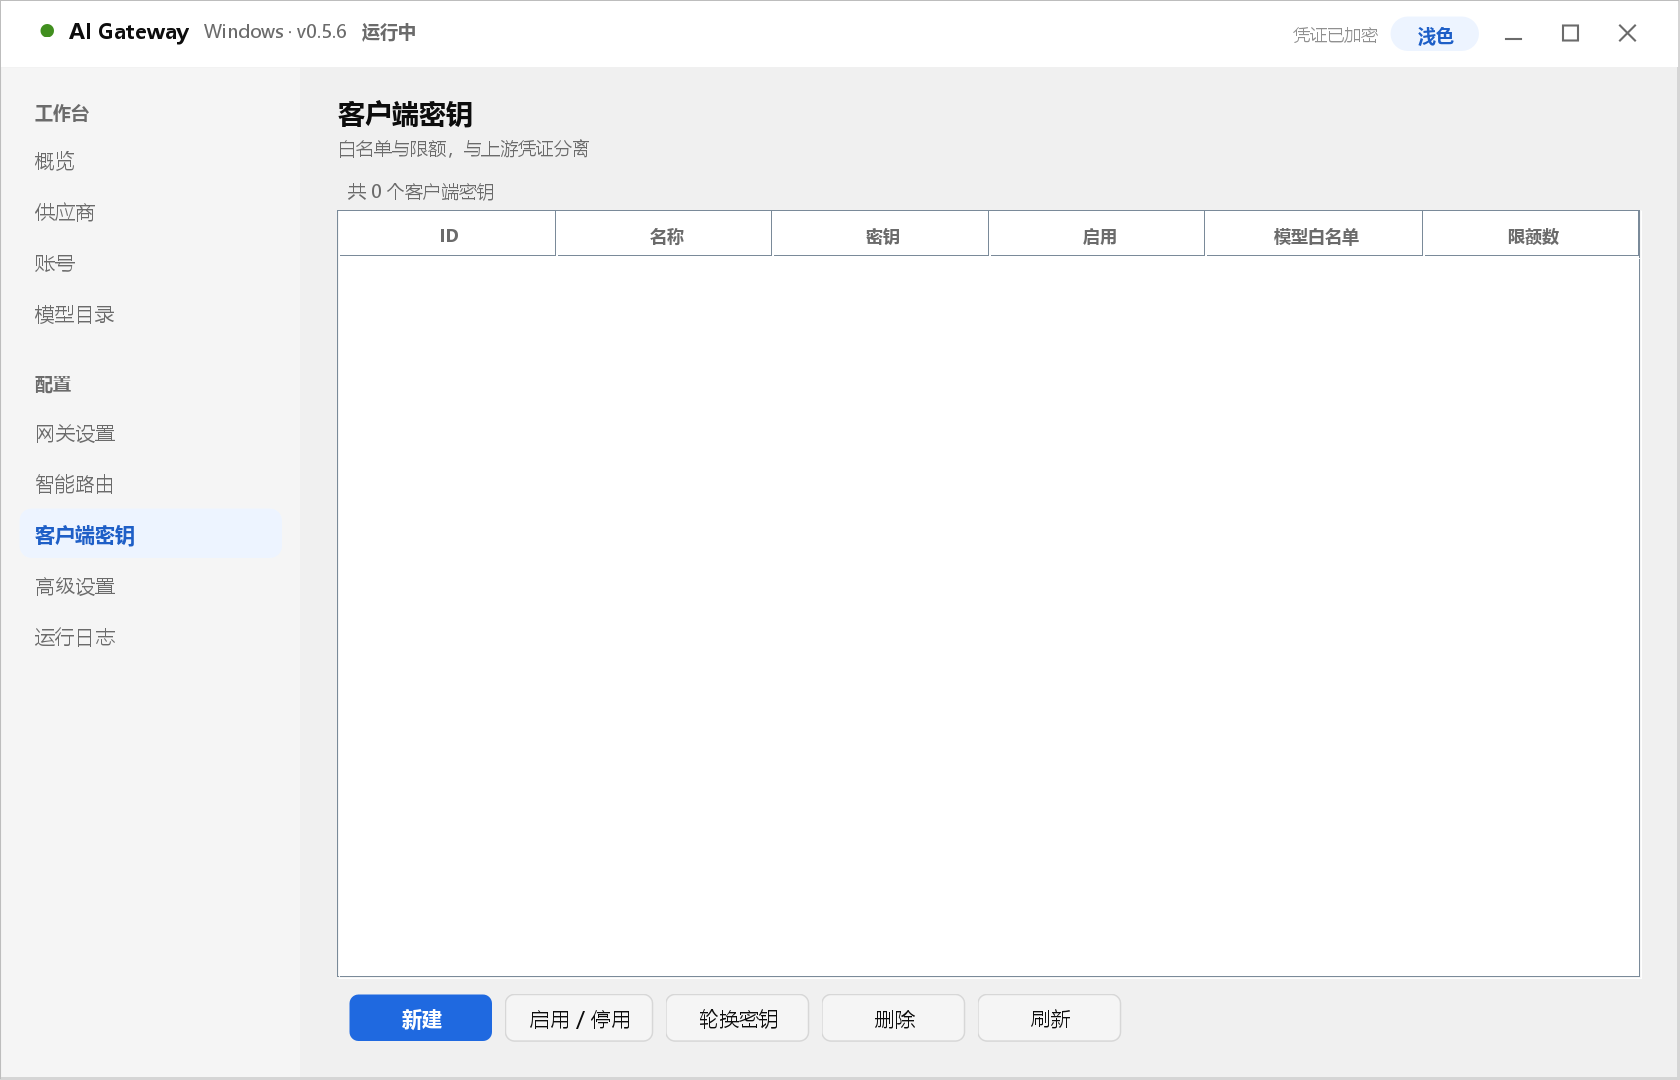 AI Gateway Windows · v0.5.6 运行中
凭证已加密 浅色
工作台
概览
供应商
账号
模型目录
配置
网关设置
智能路由
客户端密钥
高级设置
运行日志
客户端密钥
白名单与限额，与上游凭证分离
共 0 个客户端密钥
ID 名称 密钥 启用 模型白名单 限额数
新建 启用 / 停用 轮换密钥 删除 刷新